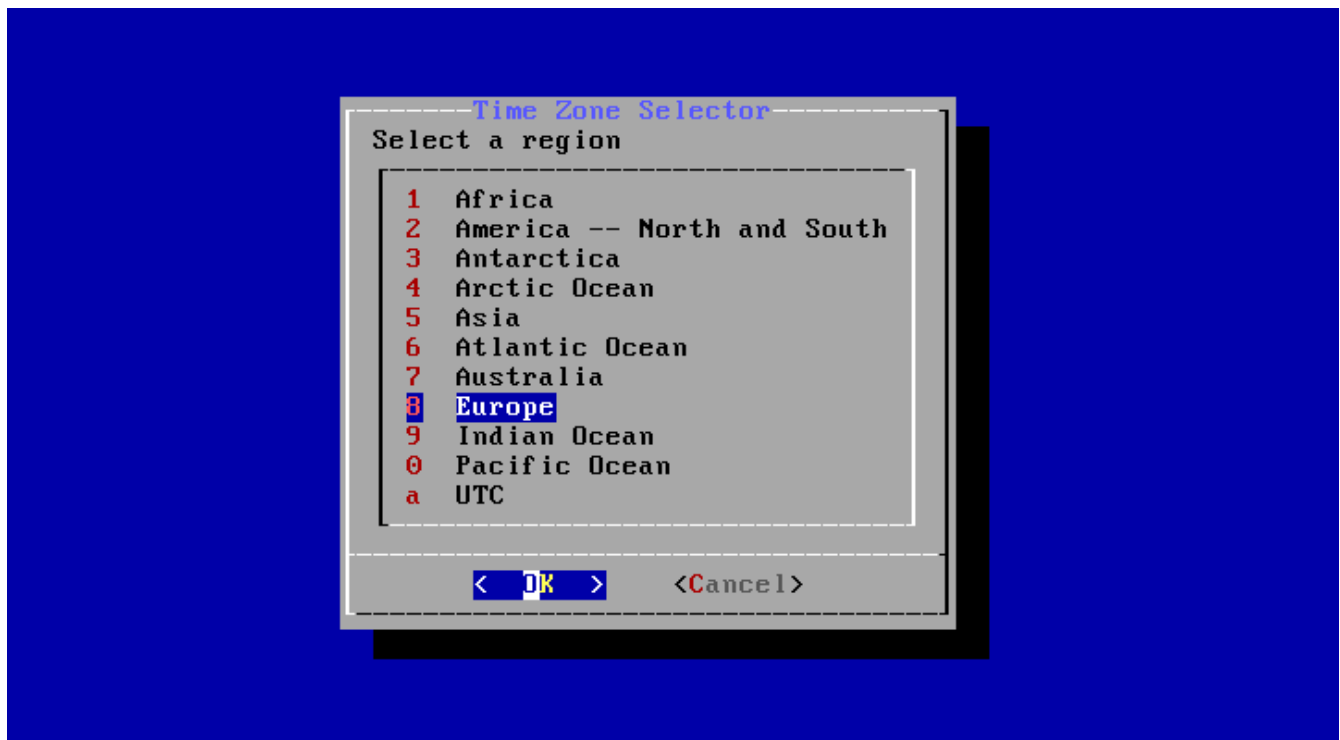 Time Zone Selector
Select a region
1 Africa
2 America -- North and South
3 Antarctica
4 Arctic Ocean
5 Asia
6 Atlantic Ocean
7 Australia
8 Europe
9 Indian Ocean
0 Pacific Ocean
a UTC
< OK > <Cancel>